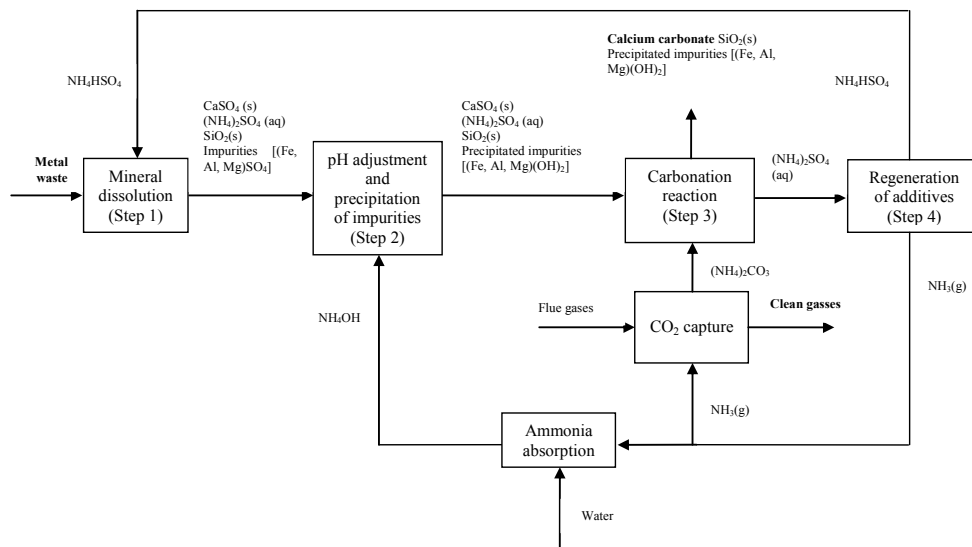 Calcium carbonate SiO₂(s)
Precipitated impurities [(Fe, Al,
Mg)(OH)₂]
NH₄HSO₄
NH₄HSO₄
CaSO₄ (s)
(NH₄)₂SO₄ (aq)
SiO₂(s)
Impurities [(Fe,
Al, Mg)SO₄]
CaSO₄ (s)
(NH₄)₂SO₄ (aq)
SiO₂(s)
Precipitated impurities
[(Fe, Al, Mg)(OH)₂]
Metal
waste
Mineral
dissolution
(Step 1)
pH adjustment
and
precipitation
of impurities
(Step 2)
Carbonation
reaction
(Step 3)
(NH₄)₂SO₄
(aq)
Regeneration
of additives
(Step 4)
(NH₄)₂CO₃
NH₃(g)
NH₄OH
Flue gases
CO₂ capture
Clean gasses
NH₃(g)
Ammonia
absorption
Water